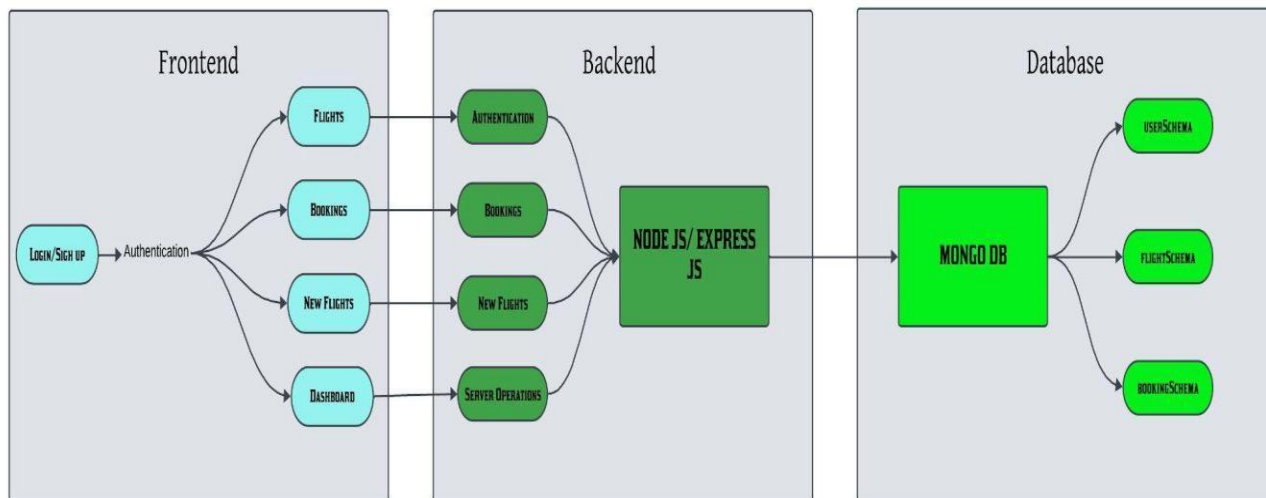 Frontend
Backend
Database
Flights
Bookings
Login/Sigh up
Authentication
New Flights
Dashboard
Authentication
Bookings
New Flights
Server Operations
NODE JS/ EXPRESS
JS
MONGO DB
userSchema
flightSchema
bookingSchema